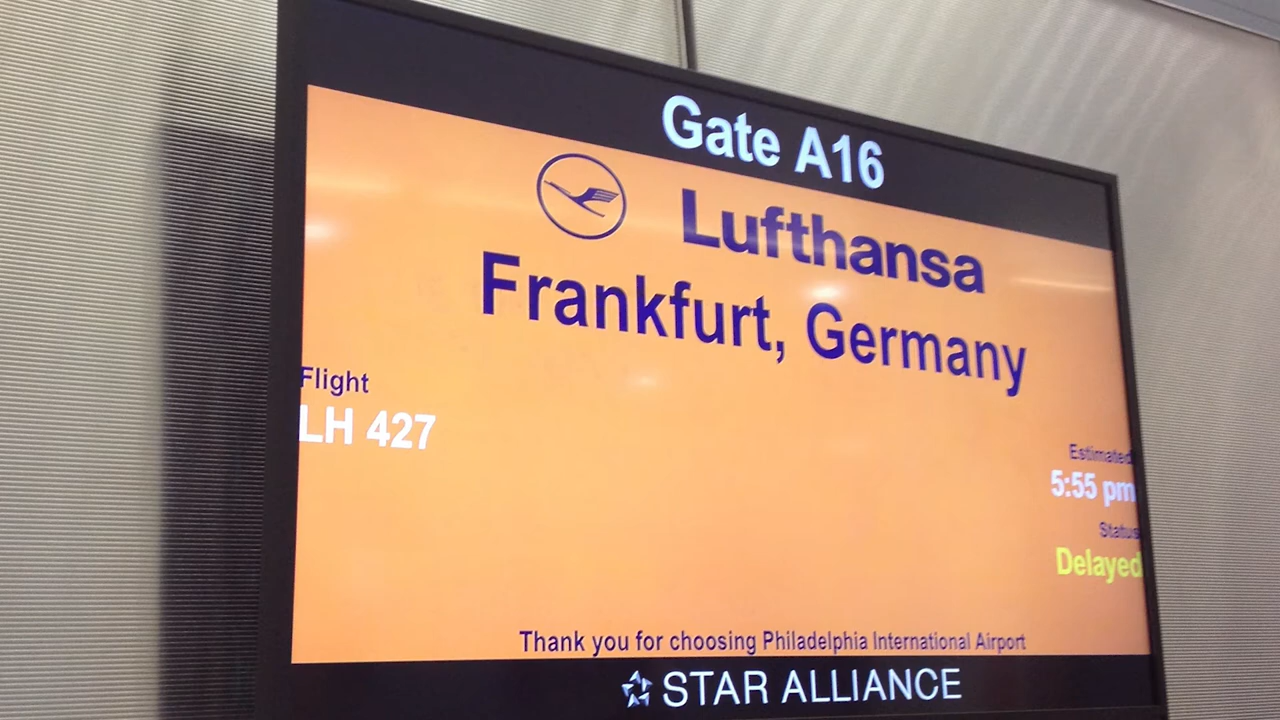 Gate A16
Lufthansa
Frankfurt, Germany
Flight
LH 427
Estimated
5:55 pm
Status
Delayed
Thank you for choosing Philadelphia International Airport
STAR ALLIANCE